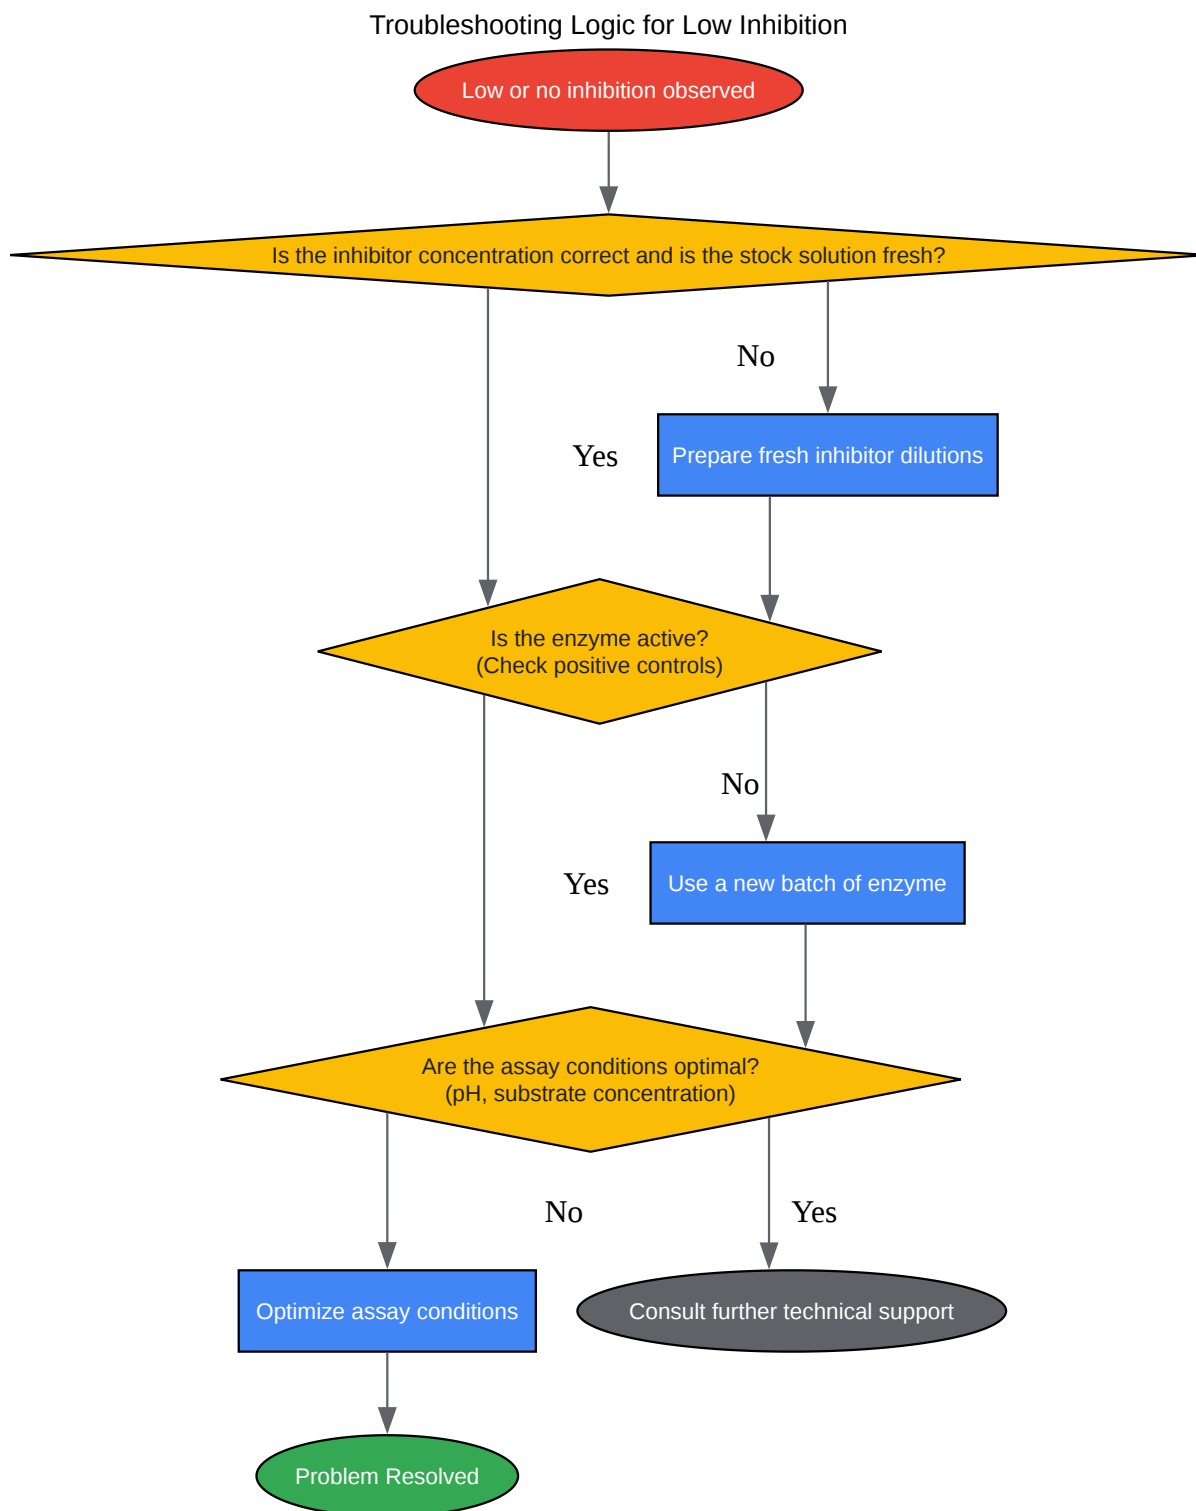 Troubleshooting Logic for Low Inhibition
Low or no inhibition observed
Is the inhibitor concentration correct and is the stock solution fresh?
No
Yes
Prepare fresh inhibitor dilutions
Is the enzyme active?
(Check positive controls)
No
Yes
Use a new batch of enzyme
Are the assay conditions optimal?
(pH, substrate concentration)
No
Yes
Optimize assay conditions
Consult further technical support
Problem Resolved